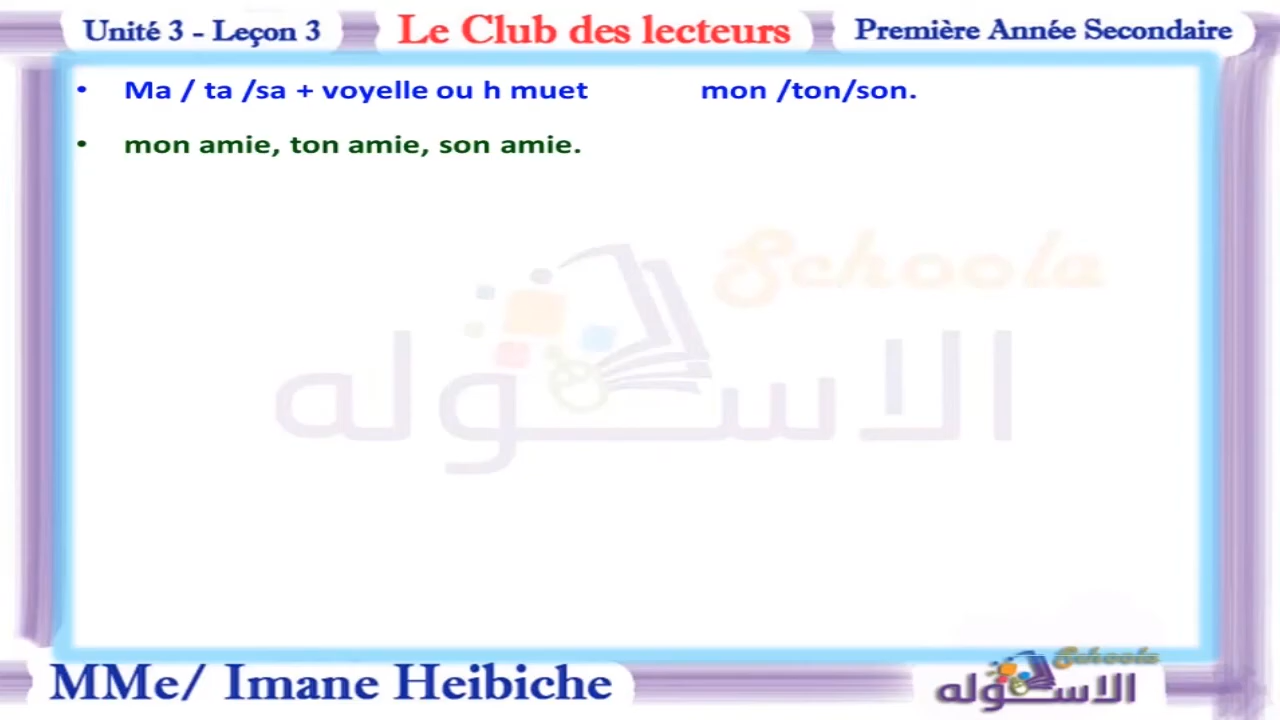 Unité 3 - Leçon 3
Le Club des lecteurs
Première Année Secondaire
• Ma / ta /sa + voyelle ou h muet mon /ton/son.
• mon amie, ton amie, son amie.
Schoola
الاسكوله
MMe/ Imane Heibiche
Schoola
الاسكوله